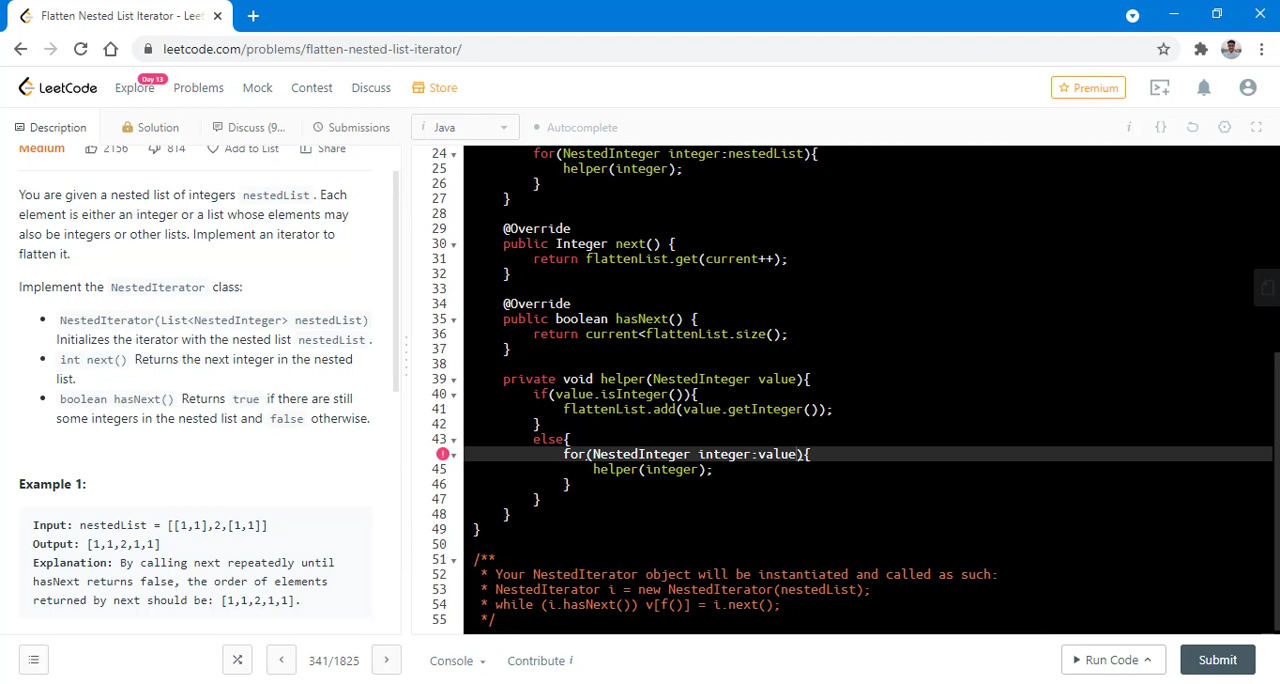 Flatten Nested List Iterator - Leet
leetcode.com/problems/flatten-nested-list-iterator/
LeetCode
Explore
Day 13
Problems
Mock
Contest
Discuss
Store
Premium
Description
Solution
Discuss (9...
Submissions
i Java
Autocomplete
Medium
2156
814
Add to List
Share
You are given a nested list of integers nestedList. Each
element is either an integer or a list whose elements may
also be integers or other lists. Implement an iterator to
flatten it.
Implement the NestedIterator class:
• NestedIterator(List<NestedInteger> nestedList)
Initializes the iterator with the nested list nestedList.
• int next() Returns the next integer in the nested
list.
• boolean hasNext() Returns true if there are still
some integers in the nested list and false otherwise.
Example 1:
Input: nestedList = [[1,1],2,[1,1]]
Output: [1,1,2,1,1]
Explanation: By calling next repeatedly until
hasNext returns false, the order of elements
returned by next should be: [1,1,2,1,1].
24 for(NestedInteger integer:nestedList){
25 helper(integer);
26 }
27 }
28
29 @Override
30 public Integer next() {
31 return flattenList.get(current++);
32 }
33
34 @Override
35 public boolean hasNext() {
36 return current<flattenList.size();
37 }
38
39 private void helper(NestedInteger value){
40 if(value.isInteger()){
41 flattenList.add(value.getInteger());
42 }
43 else{
for(NestedInteger integer:value){
45 helper(integer);
46 }
47 }
48 }
49 }
50
51 /**
52 * Your NestedIterator object will be instantiated and called as such:
53 * NestedIterator i = new NestedIterator(nestedList);
54 * while (i.hasNext()) v[f()] = i.next();
55 */
341/1825
Console
Contribute i
Run Code
Submit